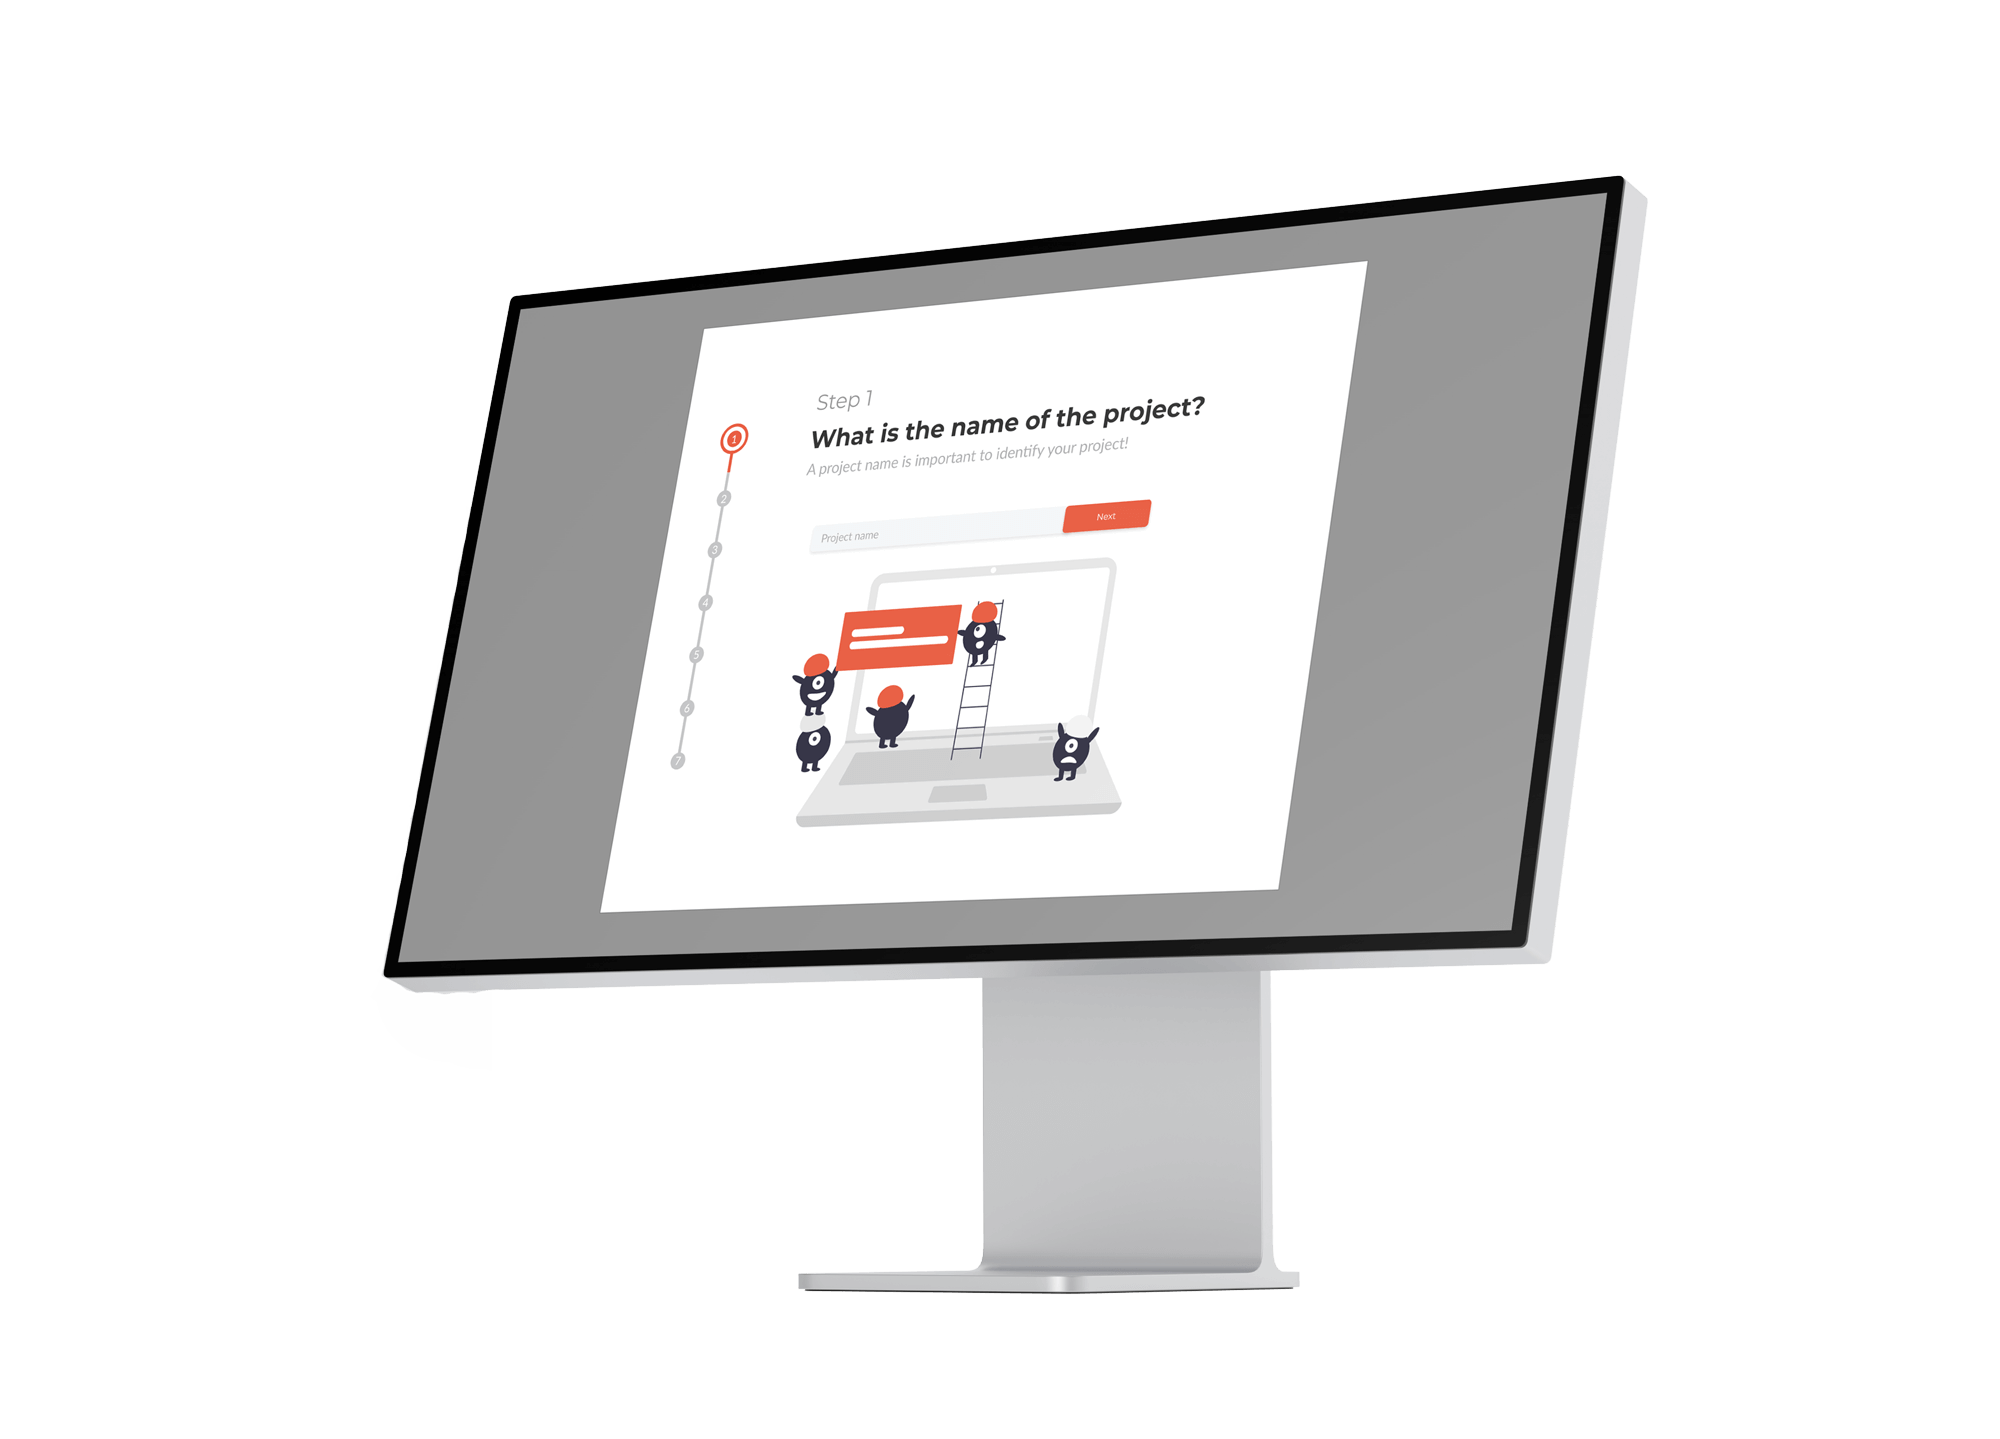 Step 1
What is the name of the project?
A project name is important to identify your project!
Project name
Next
1
2
3
4
5
6
7